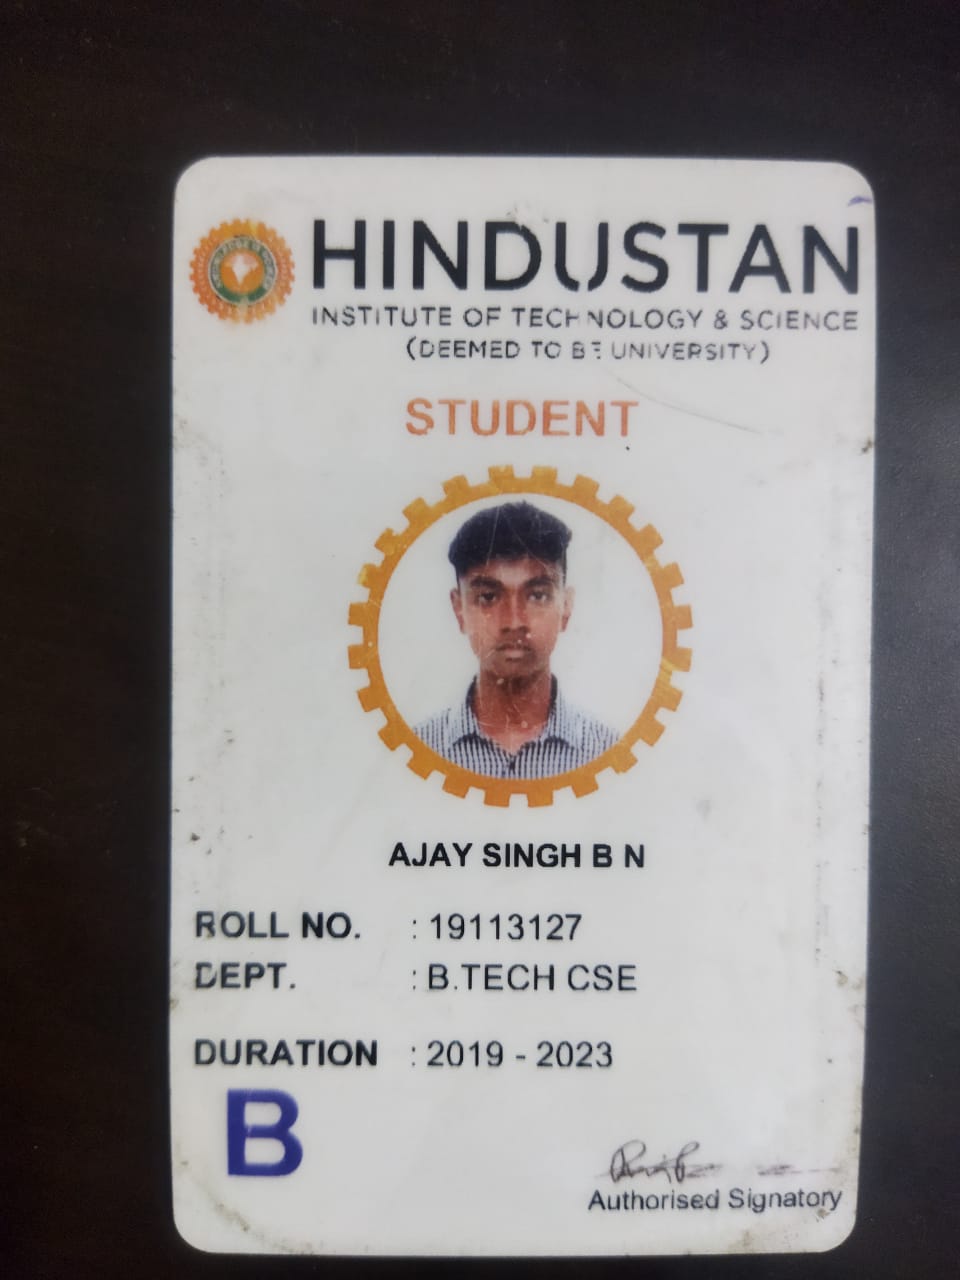 HINDUSTAN
INSTITUTE OF TECHNOLOGY & SCIENCE
(DEEMED TO BE UNIVERSITY)
STUDENT
AJAY SINGH B N
ROLL NO. : 19113127
DEPT. : B.TECH CSE
DURATION : 2019 - 2023
B
Authorised Signatory